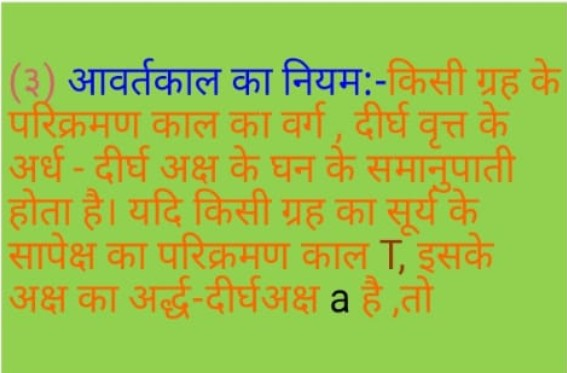 (३) आवर्तकाल का नियम:-किसी ग्रह के
परिक्रमण काल का वर्ग , दीर्घ वृत्त के
अर्ध - दीर्घ अक्ष के घन के समानुपाती
होता है। यदि किसी ग्रह का सूर्य के
सापेक्ष का परिक्रमण काल T, इसके
अक्ष का अर्द्ध-दीर्घअक्ष a है ,तो